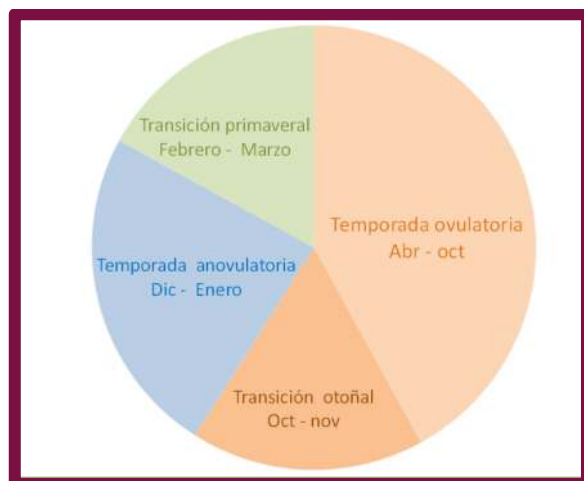 Transición primaveral
Febrero - Marzo
Temporada ovulatoria
Abr - oct
Temporada anovulatoria
Dic - Enero
Transición otoñal
Oct - nov